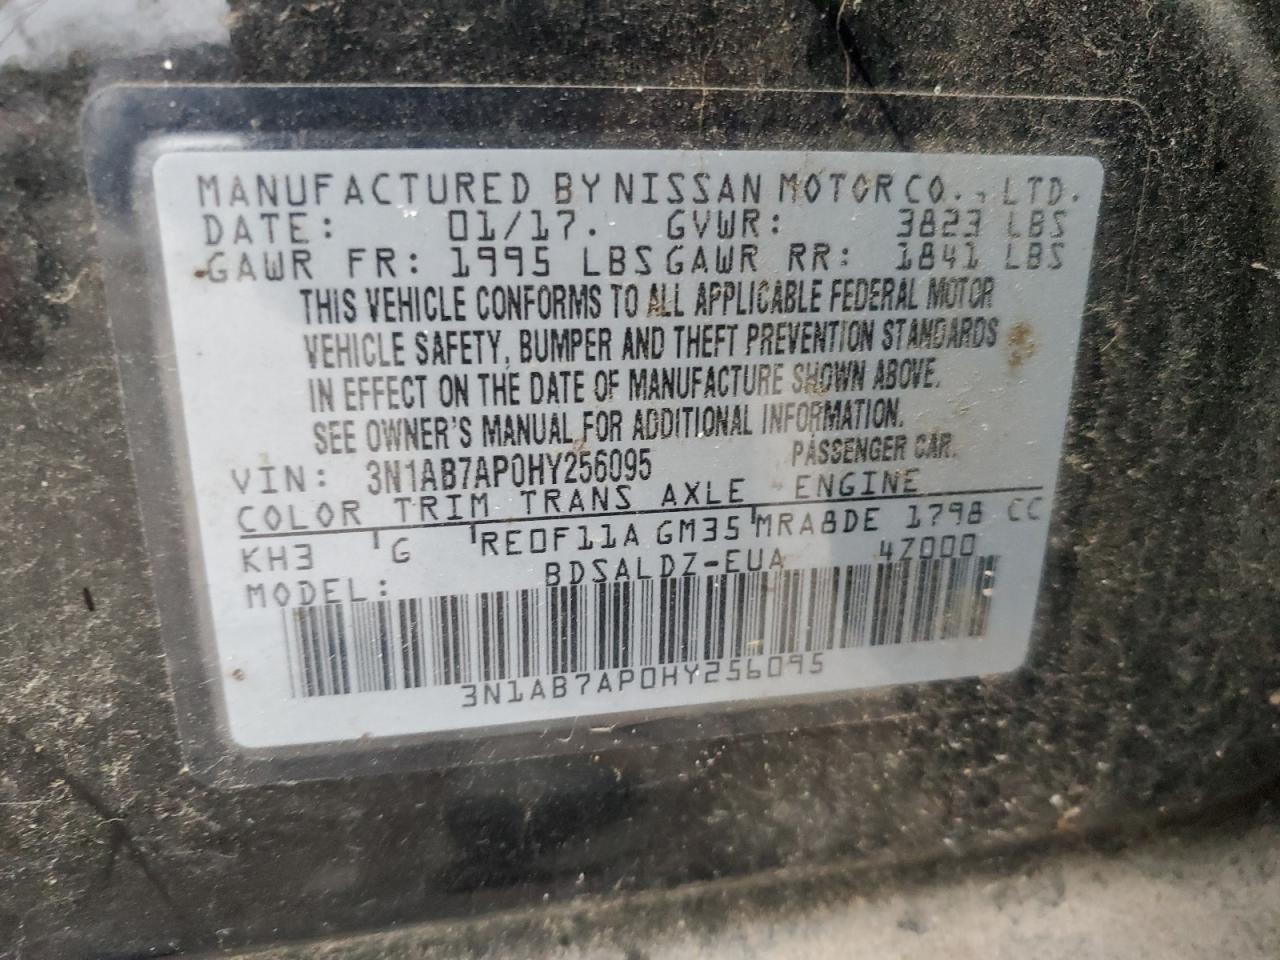 MANUFACTURED BY NISSAN MOTOR CO., LTD.
DATE: 01/17. GVWR: 3823 LBS
GAWR FR: 1995 LBS GAWR RR: 1841 LBS
THIS VEHICLE CONFORMS TO ALL APPLICABLE FEDERAL MOTOR
VEHICLE SAFETY, BUMPER AND THEFT PREVENTION STANDARDS
IN EFFECT ON THE DATE OF MANUFACTURE SHOWN ABOVE.
SEE OWNER'S MANUAL FOR ADDITIONAL INFORMATION.
PASSENGER CAR.
VIN: 3N1AB7AP0HY256095
COLOR TRIM TRANS AXLE ENGINE
KH3 G RE0F11A GM35 MRA8DE 1798 CC
MODEL: BDSALDZ-EUA 4Z000
3N1AB7AP0HY256095